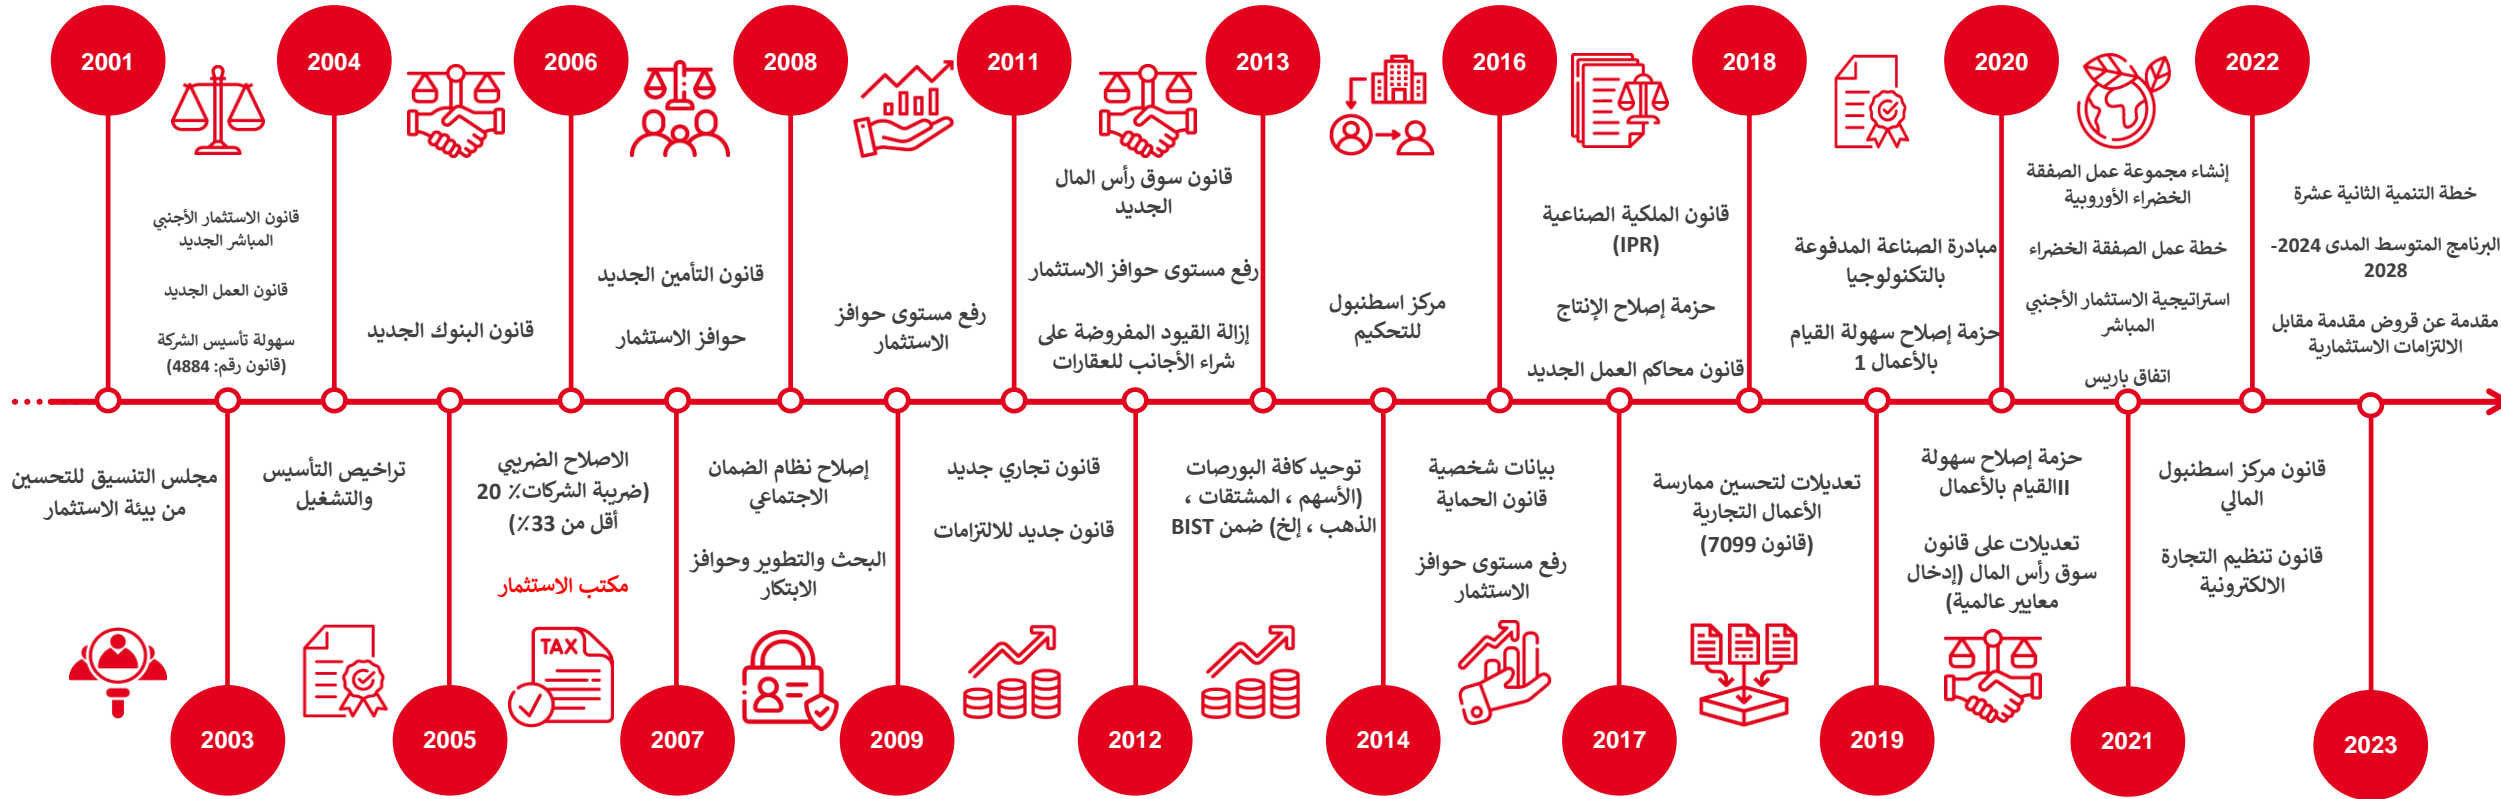 2001
2004
2006
2008
2011
2013
2016
2018
2020
2022
قانون الاستثمار الأجنبي
المباشر الجديد
قانون العمل الجديد
سهولة تأسيس الشركة
(قانون رقم: 4884)
قانون البنوك الجديد
قانون التأمين الجديد
حوافز الاستثمار
رفع مستوى حوافز
الاستثمار
قانون سوق رأس المال
الجديد
رفع مستوى حوافز الاستثمار
إزالة القيود المفروضة على
شراء الأجانب للعقارات
مركز اسطنبول
للتحكيم
قانون الملكية الصناعية
(IPR)
حزمة إصلاح الإنتاج
قانون محاكم العمل الجديد
مبادرة الصناعة المدفوعة
بالتكنولوجيا
حزمة إصلاح سهولة القيام
بالأعمال 1
إنشاء مجموعة عمل الصفقة
الخضراء الأوروبية
خطة عمل الصفقة الخضراء
استراتيجية الاستثمار الأجنبي
المباشر
اتفاق باريس
خطة التنمية الثانية عشرة
البرنامج المتوسط المدى 2024-
2028
مقدمة عن قروض مقدمة مقابل
الالتزامات الاستثمارية
مجلس التنسيق للتحسين
من بيئة الاستثمار
تراخيص التأسيس
والتشغيل
الاصلاح الضريبي
(ضريبة الشركات٪ 20
أقل من 33٪)
مكتب الاستثمار
TAX
إصلاح نظام الضمان
الاجتماعي
البحث والتطوير وحوافز
الابتكار
قانون تجاري جديد
قانون جديد للالتزامات
توحيد كافة البورصات
(الأسهم ، المشتقات ،
الذهب ، إلخ) ضمن BIST
بيانات شخصية
قانون الحماية
رفع مستوى حوافز
الاستثمار
تعديلات لتحسين ممارسة
الأعمال التجارية
(قانون 7099)
حزمة إصلاح سهولة
IIالقيام بالأعمال
تعديلات على قانون
سوق رأس المال (إدخال
معايير عالمية)
قانون مركز اسطنبول
المالي
قانون تنظيم التجارة
الالكترونية
2003
2005
2007
2009
2012
2014
2017
2019
2021
2023